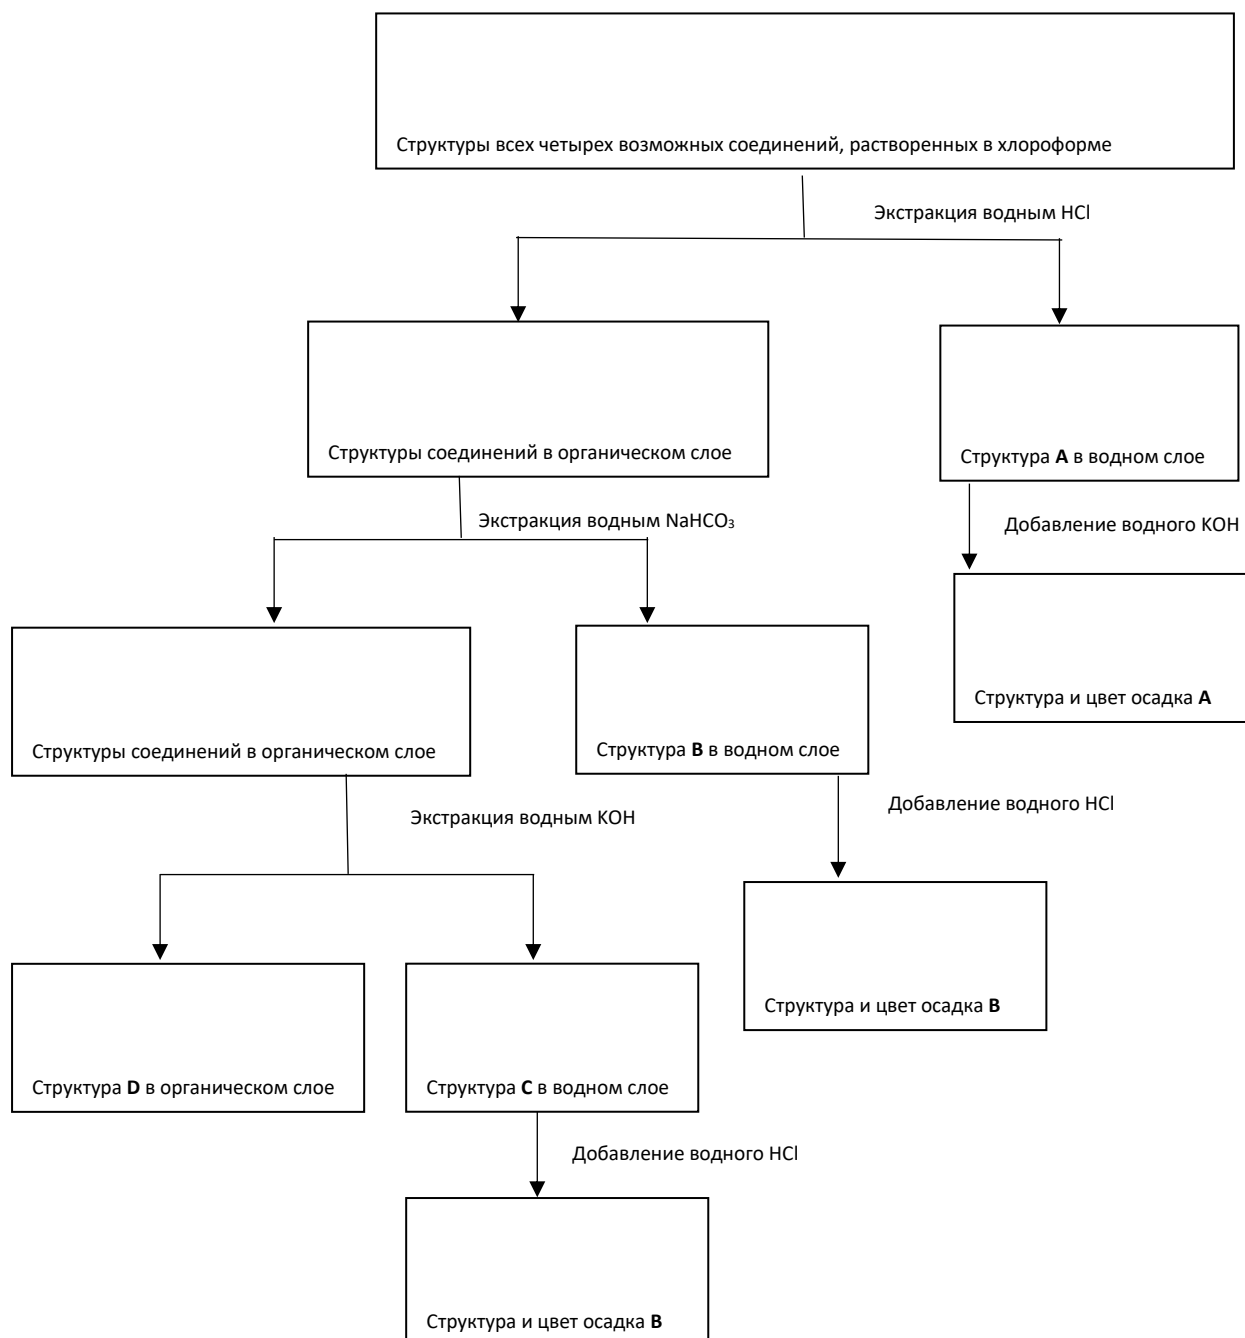 Структуры всех четырех возможных соединений, растворенных в хлороформе
Экстракция водным HCl
Структуры соединений в органическом слое
Структура A в водном слое
Экстракция водным NaHCO₃
Добавление водного KOH
Структуры соединений в органическом слое
Структура B в водном слое
Структура и цвет осадка A
Экстракция водным KOH
Добавление водного HCl
Структура D в органическом слое
Структура C в водном слое
Структура и цвет осадка B
Добавление водного HCl
Структура и цвет осадка B